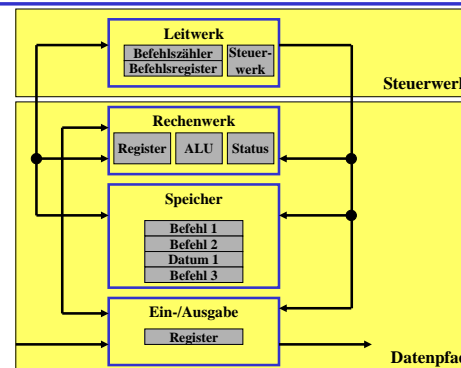 Leitwerk
Befehlszähler
Befehlsregister
Steuer-
werk
Steuerwerk
Rechenwerk
Register
ALU
Status
Speicher
Befehl 1
Befehl 2
Datum 1
Befehl 3
Ein-/Ausgabe
Register
Datenpfad